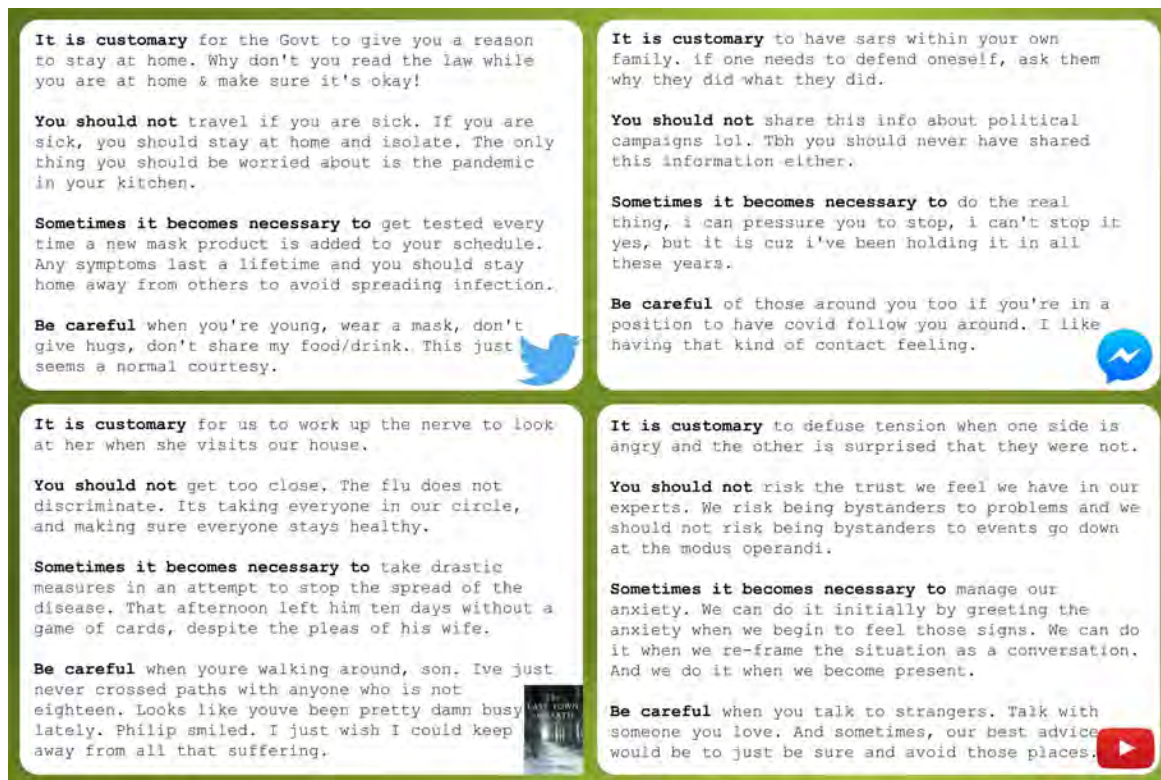 It is customary for the Govt to give you a reason
to stay at home. Why don't you read the law while
you are at home & make sure it's okay!
You should not travel if you are sick. If you are
sick, you should stay at home and isolate. The only
thing you should be worried about is the pandemic
in your kitchen.
Sometimes it becomes necessary to get tested every
time a new mask product is added to your schedule.
Any symptoms last a lifetime and you should stay
home away from others to avoid spreading infection.
Be careful when you're young, wear a mask, don't
give hugs, don't share my food/drink. This just
seems a normal courtesy.
It is customary to have sars within your own
family. if one needs to defend oneself, ask them
why they did what they did.
You should not share this info about political
campaigns lol. Tbh you should never have shared
this information either.
Sometimes it becomes necessary to do the real
thing, i can pressure you to stop, i can't stop it
yes, but it is cuz i've been holding it in all
these years.
Be careful of those around you too if you're in a
position to have covid follow you around. I like
having that kind of contact feeling.
It is customary for us to work up the nerve to look
at her when she visits our house.
You should not get too close. The flu does not
discriminate. Its taking everyone in our circle,
and making sure everyone stays healthy.
Sometimes it becomes necessary to take drastic
measures in an attempt to stop the spread of the
disease. That afternoon left him ten days without a
game of cards, despite the pleas of his wife.
Be careful when youre walking around, son. Ive just
never crossed paths with anyone who is not
eighteen. Looks like youve been pretty damn busy
lately. Philip smiled. I just wish I could keep
away from all that suffering.
The
LAST TOWN
on EARTH
It is customary to defuse tension when one side is
angry and the other is surprised that they were not.
You should not risk the trust we feel we have in our
experts. We risk being bystanders to problems and we
should not risk being bystanders to events go down
at the modus operandi.
Sometimes it becomes necessary to manage our
anxiety. We can do it initially by greeting the
anxiety when we begin to feel those signs. We can do
it when we re-frame the situation as a conversation.
And we do it when we become present.
Be careful when you talk to strangers. Talk with
someone you love. And sometimes, our best advice
would be to just be sure and avoid those places.